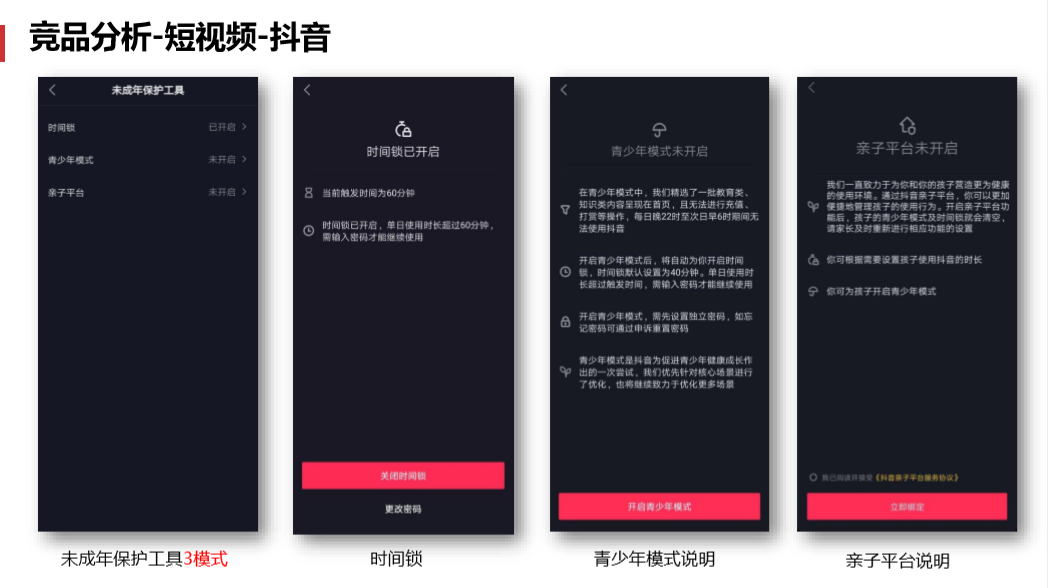 竞品分析-短视频-抖音
未成年保护工具
时间锁 已开启
青少年模式 未开启
亲子平台 未开启
时间锁已开启
当前触发时间为60分钟
时间锁已开启，单日使用时长超过60分钟，
需输入密码才能继续使用
关闭时间锁
更改密码
青少年模式未开启
在青少年模式中，我们精选了一批教育类、
知识类内容呈现在首页，且无法进行充值、
打赏等操作，每日晚22时至次日早6时期间无
法使用抖音
开启青少年模式后，将自动为你开启时间
锁，时间锁默认设置为40分钟。单日使用时
长超过触发时间，需输入密码才能继续使用
开启青少年模式，需先设置独立密码，如忘
记密码可通过申诉重置密码
青少年模式是抖音为促进青少年健康成长作
出的一次尝试，我们优先针对核心场景进行
了优化，也将继续致力于优化更多场景
开启青少年模式
亲子平台未开启
我们一直致力于为你和你的孩子营造更为健康
的使用环境。通过抖音亲子平台，你可以更加
便捷地管理孩子的使用行为。开启亲子平台功
能后，孩子的青少年模式及时间锁就会清空，
请家长及时重新进行相应功能的设置
你可根据需要设置孩子使用抖音的时长
你可为孩子开启青少年模式
我已阅读并接受《抖音亲子平台服务协议》
立即绑定
未成年保护工具3模式
时间锁
青少年模式说明
亲子平台说明